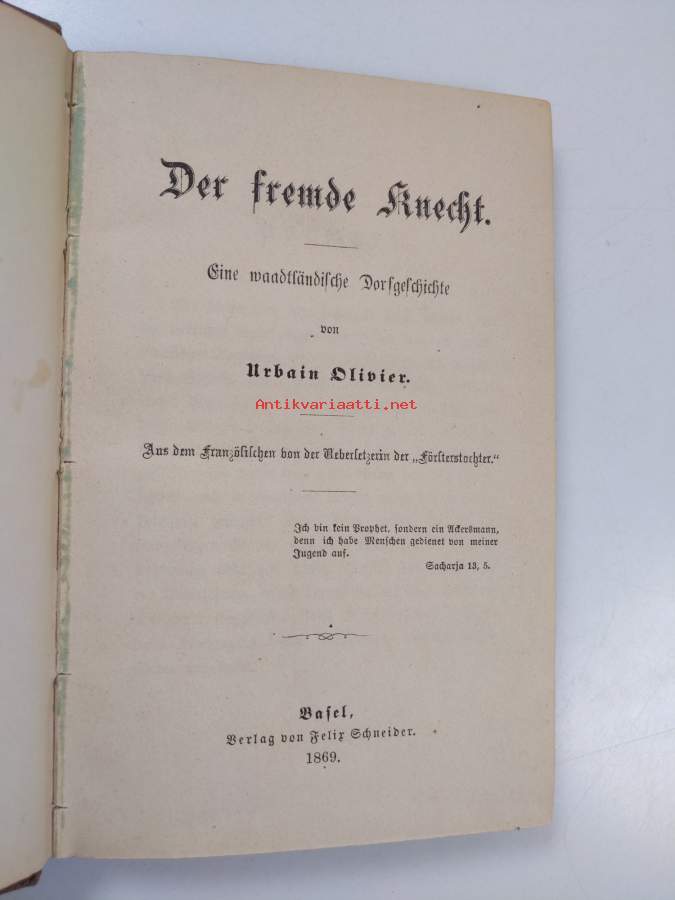 Der fremde Knecht.
Eine waadtländische Dorfgeschichte
von
Urbain Olivier.
Antikvariaatti.net
Aus dem Französischen von der Uebersetzerin der „Försterstochter.“
Ich bin kein Prophet, sondern ein Ackersmann,
denn ich habe Menschen gedienet von meiner
Jugend auf.
Sacharja 13, 5.
Basel,
Verlag von Felix Schneider.
1869.